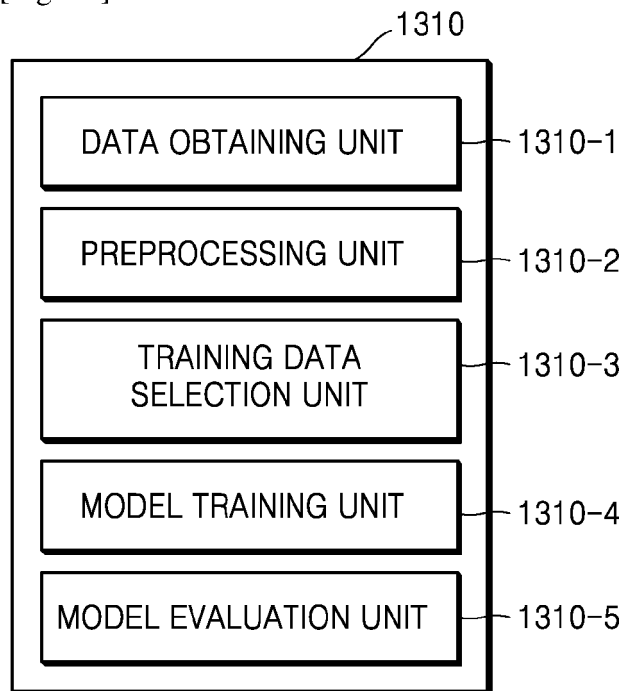 1310
DATA OBTAINING UNIT
1310-1
PREPROCESSING UNIT
1310-2
TRAINING DATA
SELECTION UNIT
1310-3
MODEL TRAINING UNIT
1310-4
MODEL EVALUATION UNIT
1310-5